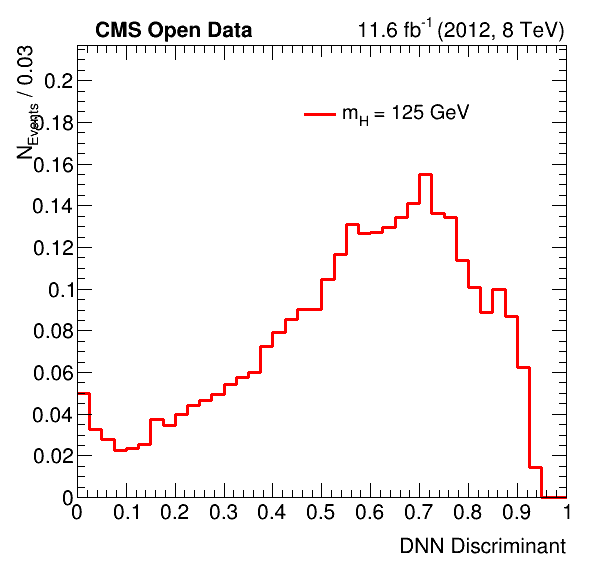 CMS Open Data
11.6 fb⁻¹ (2012, 8 TeV)
N_Events / 0.03
m_H = 125 GeV
0.2
0.18
0.16
0.14
0.12
0.1
0.08
0.06
0.04
0.02
0
0 0.1 0.2 0.3 0.4 0.5 0.6 0.7 0.8 0.9 1
DNN Discriminant